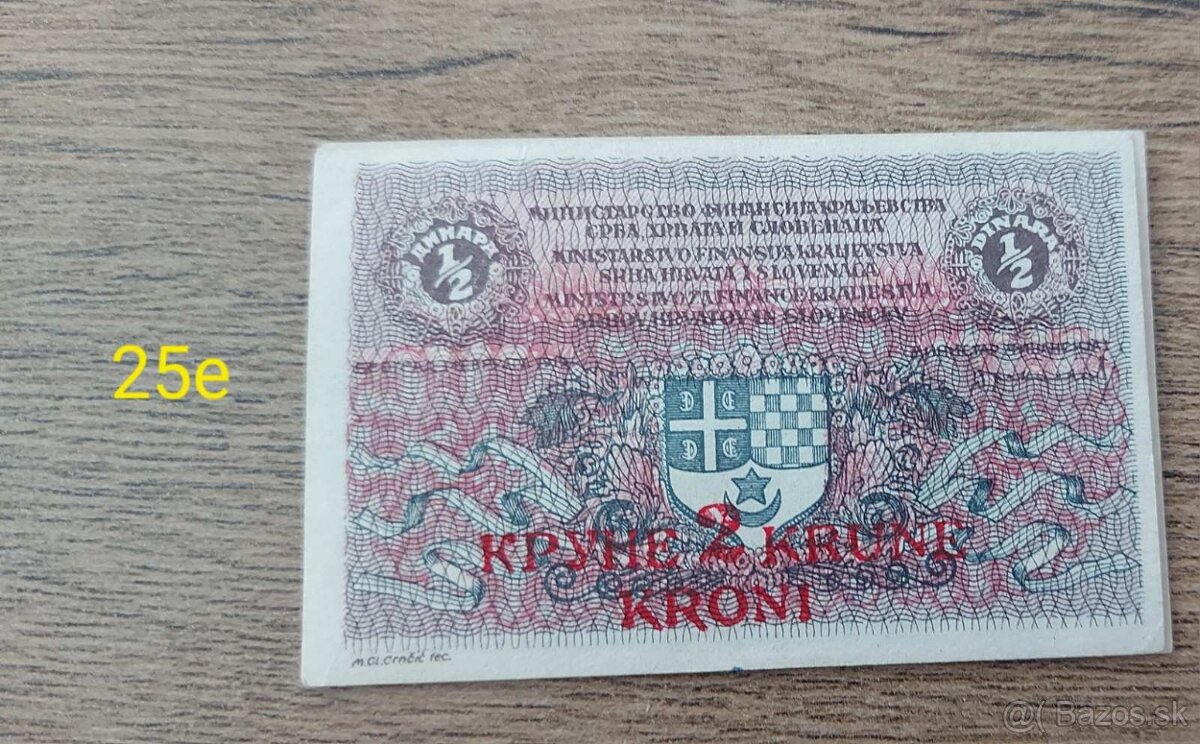 25e
МИНИСТАРСТВО ФИНАНСИЈА КРАЉЕВСТВА
СРБА ХРВАТА И СЛОВЕНАЦА
MINISTARSTVO FINANSIJA KRALJEVSTVA
SRBA HRVATA I SLOVENACA
MINISTRSTVO ZA FINANCE KRALJESTVA
SRBOV, HRVATOV IN SLOVENCEV
ДИНАРА
1/2
DINARA
1/2
КРУНЕ 2 KRUNE
KRONI
M.Cl.Crnčić fec.
@( Bazos.sk